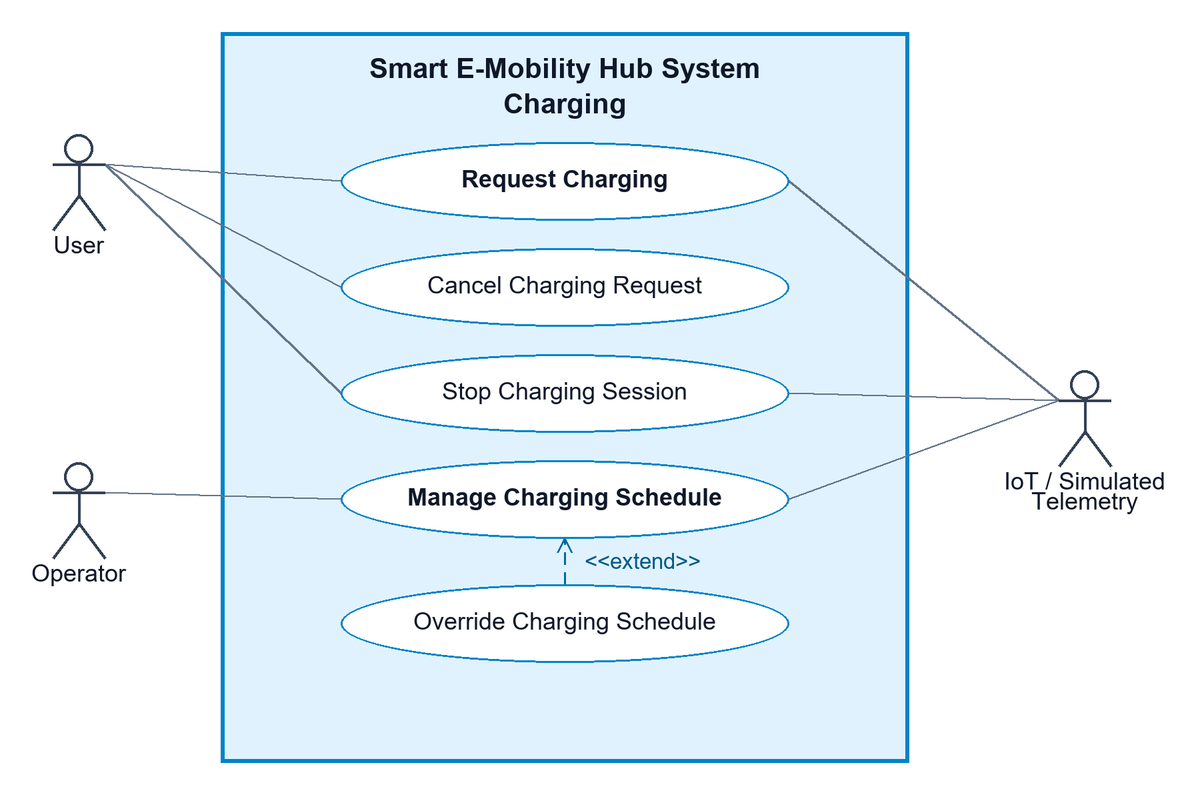 Smart E-Mobility Hub System
Charging
Request Charging
User
Cancel Charging Request
Stop Charging Session
IoT / Simulated
Telemetry
Manage Charging Schedule
Operator
<<extend>>
Override Charging Schedule